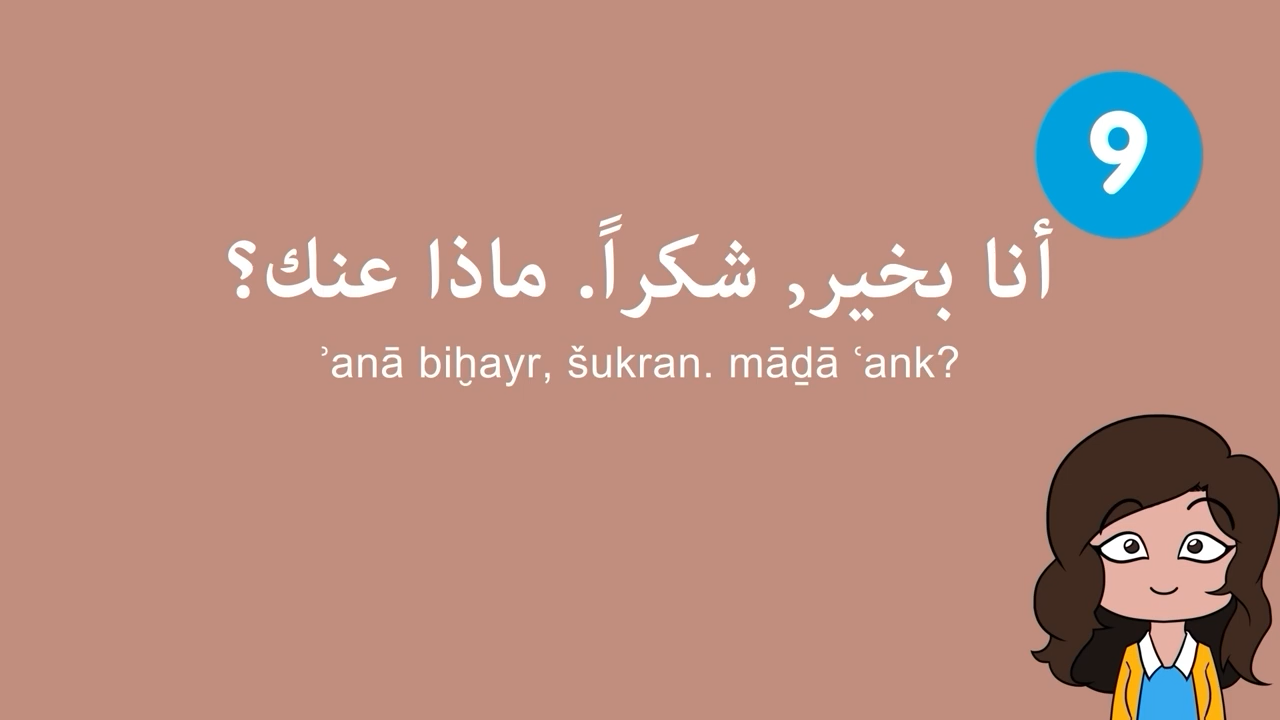 9
أنا بخير, شكراً. ماذا عنك؟
ʾanā biḫayr, šukran. māḏā ʿank?